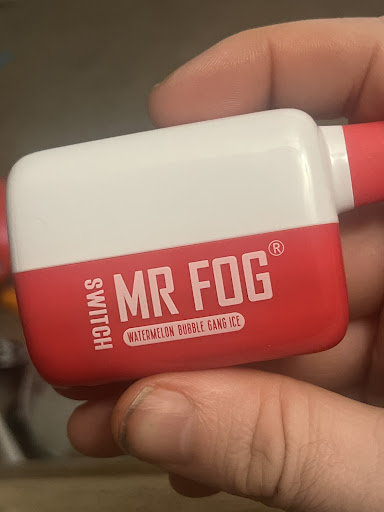 SWITCH
MR FOG®
WATERMELON BUBBLE GANG ICE